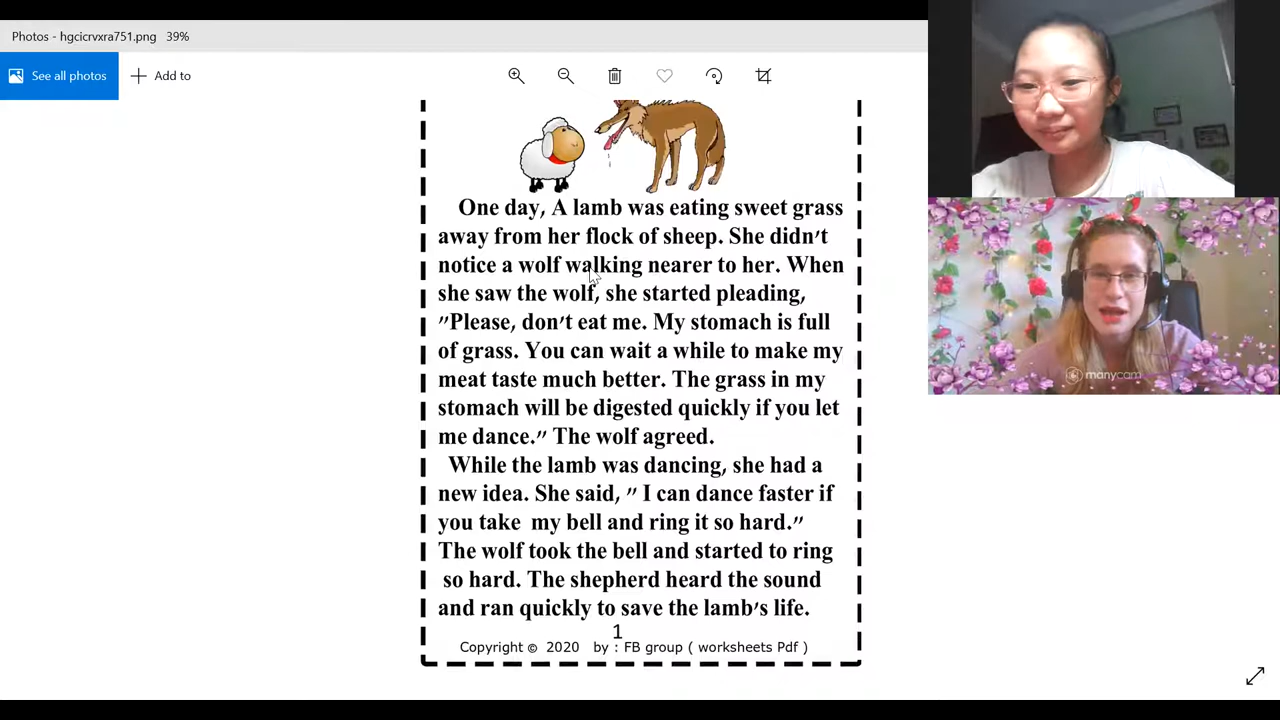 Photos - hgcicrvxra751.png 39%
See all photos
Add to
One day, A lamb was eating sweet grass
away from her flock of sheep. She didn't
notice a wolf walking nearer to her. When
she saw the wolf, she started pleading,
"Please, don't eat me. My stomach is full
of grass. You can wait a while to make my
meat taste much better. The grass in my
stomach will be digested quickly if you let
me dance." The wolf agreed.
While the lamb was dancing, she had a
new idea. She said, " I can dance faster if
you take my bell and ring it so hard."
The wolf took the bell and started to ring
so hard. The shepherd heard the sound
and ran quickly to save the lamb's life.
1
Copyright © 2020 by : FB group ( worksheets Pdf )
manycam